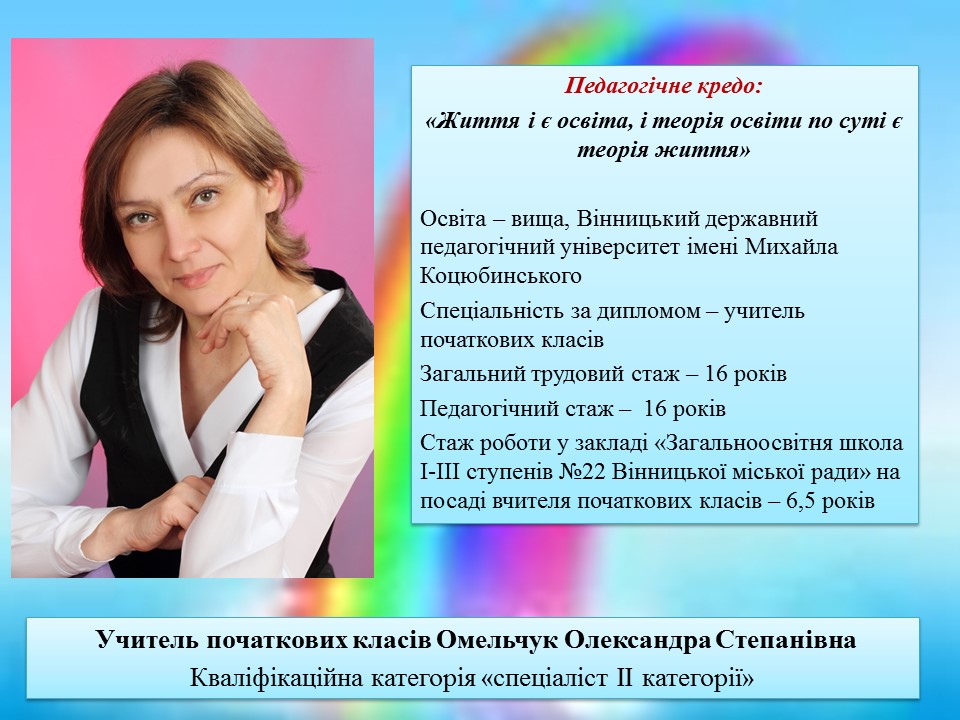 Педагогічне кредо:
«Життя і є освіта, і теорія освіти по суті є
теорія життя»
Освіта – вища, Вінницький державний
педагогічний університет імені Михайла
Коцюбинського
Спеціальність за дипломом – учитель
початкових класів
Загальний трудовий стаж – 16 років
Педагогічний стаж –  16 років
Стаж роботи у закладі «Загальноосвітня школа
І-ІІІ ступенів №22 Вінницької міської ради» на
посаді вчителя початкових класів – 6,5 років
Учитель початкових класів Омельчук Олександра Степанівна
Кваліфікаційна категорія «спеціаліст ІІ категорії»